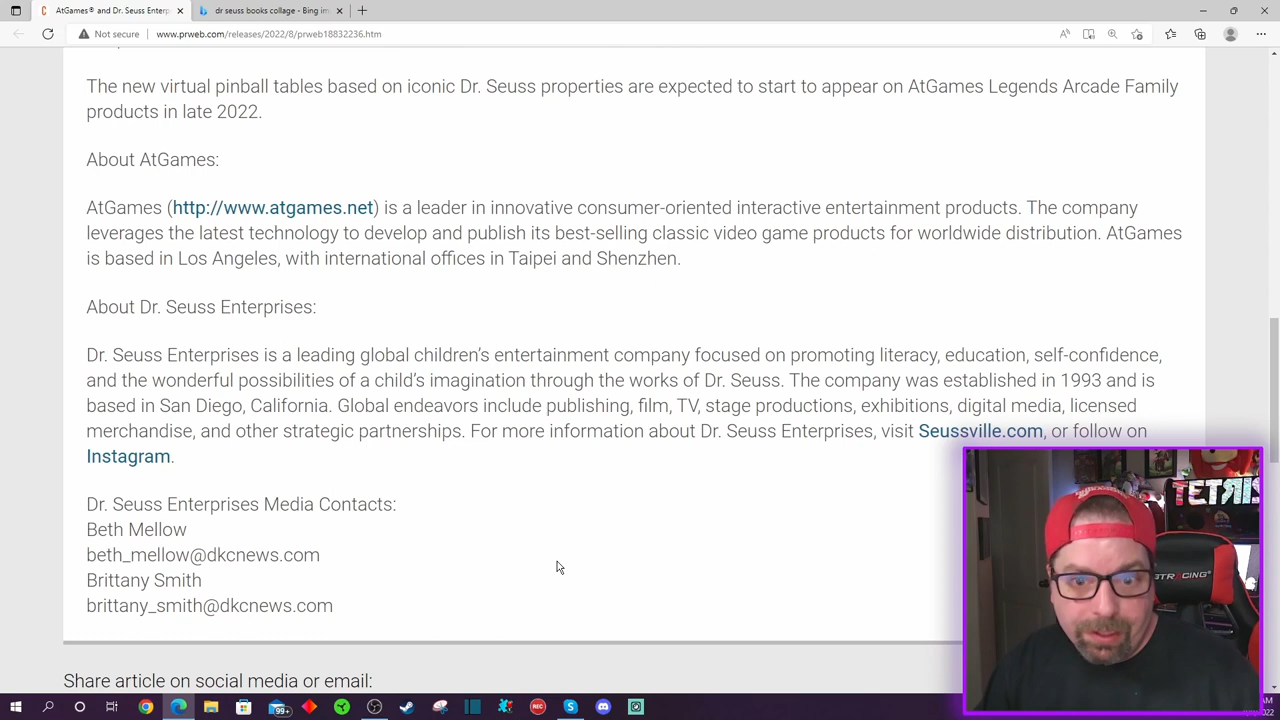 AtGames® and Dr. Seuss Enterp
dr seuss books collage - Bing im
Not secure
www.prweb.com/releases/2022/8/prweb18832236.htm
The new virtual pinball tables based on iconic Dr. Seuss properties are expected to start to appear on AtGames Legends Arcade Family
products in late 2022.
About AtGames:
AtGames (http://www.atgames.net) is a leader in innovative consumer-oriented interactive entertainment products. The company
leverages the latest technology to develop and publish its best-selling classic video game products for worldwide distribution. AtGames
is based in Los Angeles, with international offices in Taipei and Shenzhen.
About Dr. Seuss Enterprises:
Dr. Seuss Enterprises is a leading global children's entertainment company focused on promoting literacy, education, self-confidence,
and the wonderful possibilities of a child's imagination through the works of Dr. Seuss. The company was established in 1993 and is
based in San Diego, California. Global endeavors include publishing, film, TV, stage productions, exhibitions, digital media, licensed
merchandise, and other strategic partnerships. For more information about Dr. Seuss Enterprises, visit Seussville.com, or follow on
Instagram.
Dr. Seuss Enterprises Media Contacts:
Beth Mellow
beth_mellow@dkcnews.com
Brittany Smith
brittany_smith@dkcnews.com
TETRIS
Share article on social media or email:
99+
REC
AM